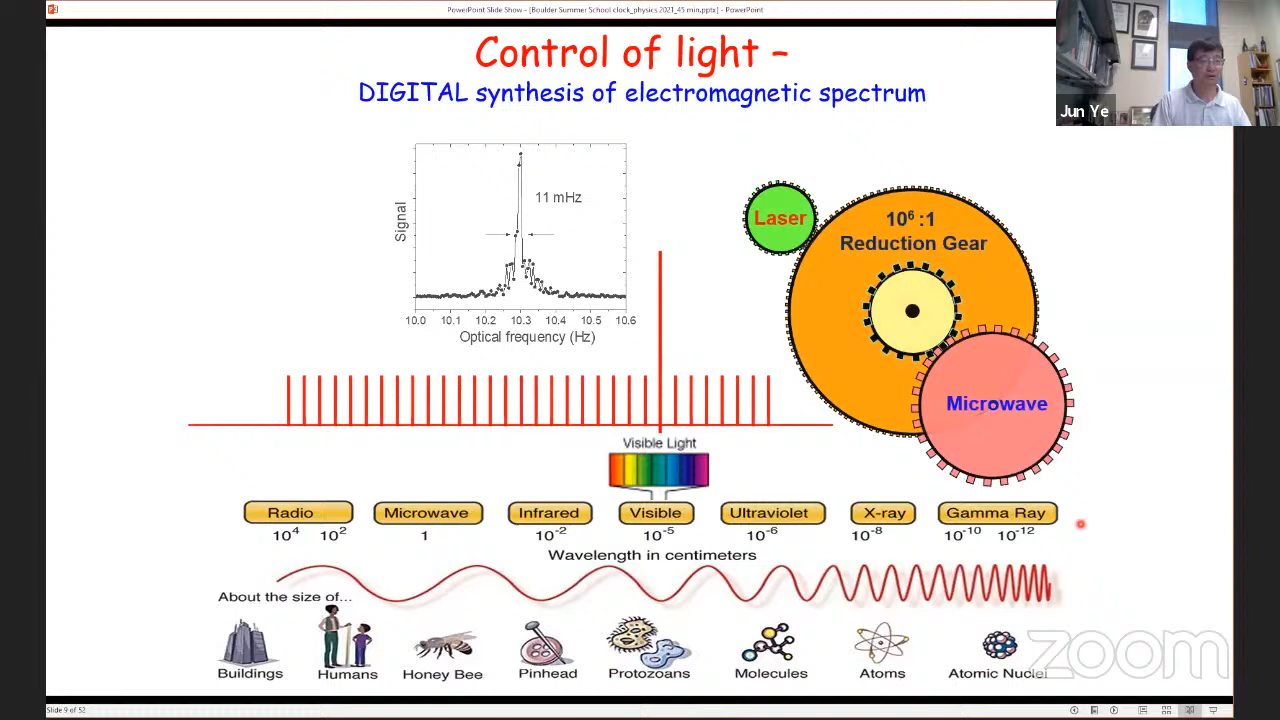 PowerPoint Slide Show - [Boulder Summer School clock_physics 2021_45 min.pptx] - PowerPoint
Control of light –
DIGITAL synthesis of electromagnetic spectrum
Jun Ye
Signal
11 mHz
10.0 10.1 10.2 10.3 10.4 10.5 10.6
Optical frequency (Hz)
Laser
10⁶ :1
Reduction Gear
Microwave
Visible Light
Radio Microwave Infrared Visible Ultraviolet X-ray Gamma Ray
10⁴ 10² 1 10⁻² 10⁻⁵ 10⁻⁶ 10⁻⁸ 10⁻¹⁰ 10⁻¹²
Wavelength in centimeters
About the size of...
Buildings Humans Honey Bee Pinhead Protozoans Molecules Atoms Atomic Nuclei
zoom
Slide 9 of 52